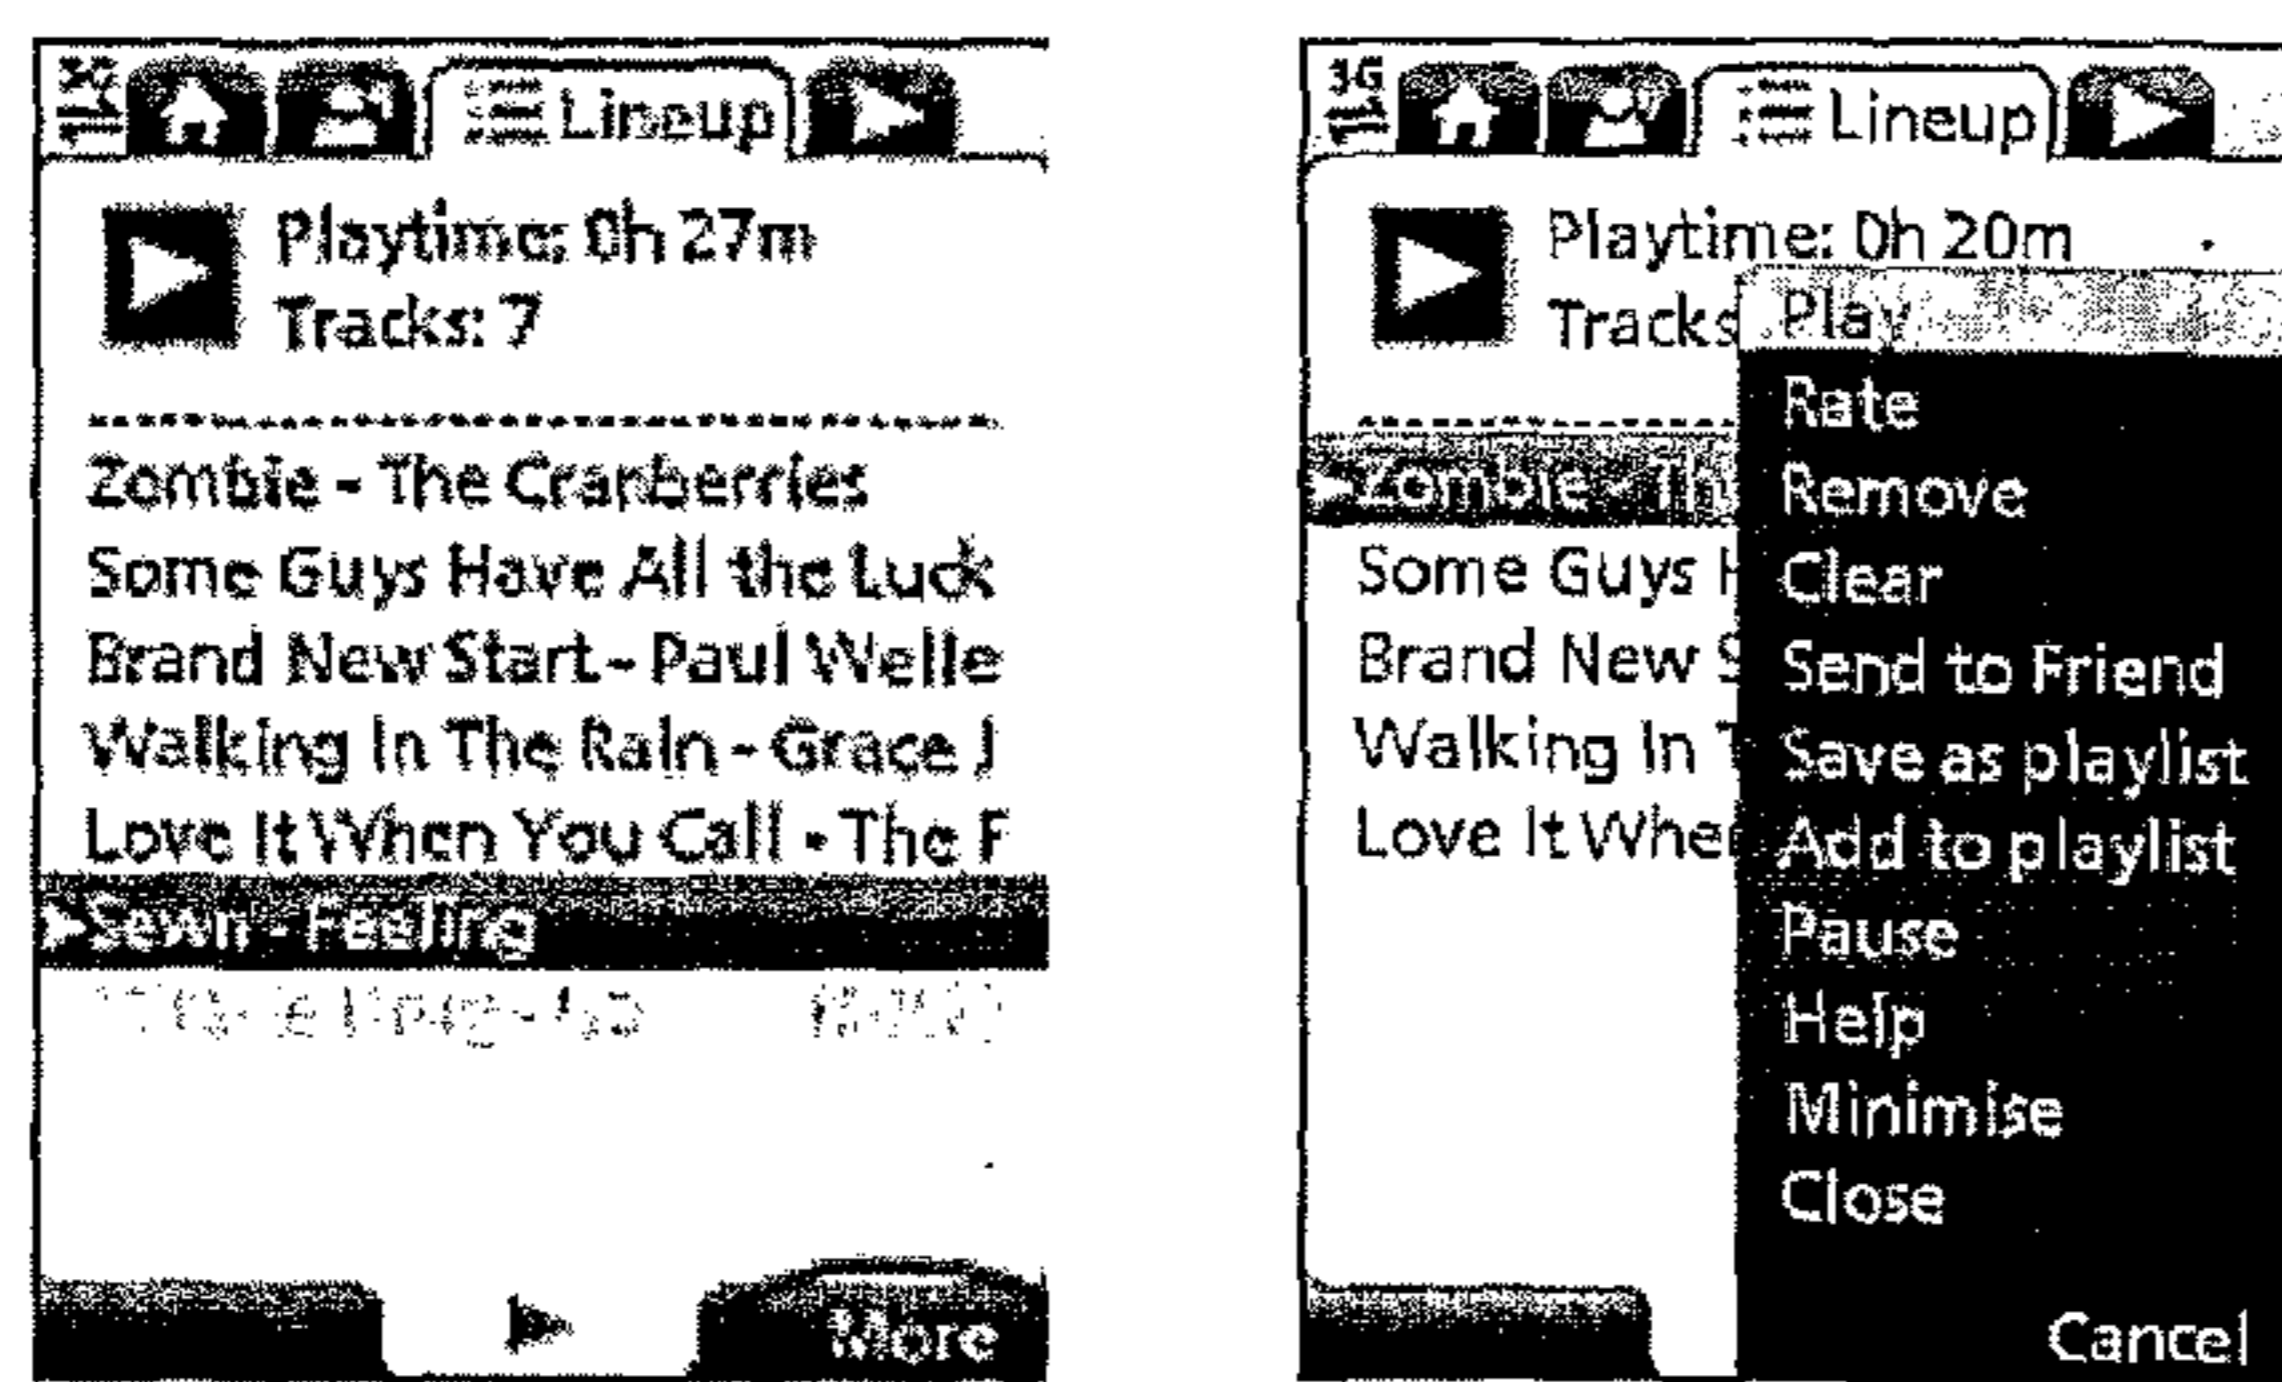 Lineup
Playtime: 0h 27m
Tracks: 7
Zombie - The Cranberries
Some Guys Have All the Luck
Brand New Start - Paul Welle
Walking In The Rain - Grace J
Love It When You Call - The F
Sewn - Feeling
More
3G
Lineup
Playtime: 0h 20m
Tracks
Zombie - Th
Some Guys H
Brand New S
Walking In T
Love It Whe
Play
Rate
Remove
Clear
Send to Friend
Save as playlist
Add to playlist
Pause
Help
Minimise
Close
Cancel